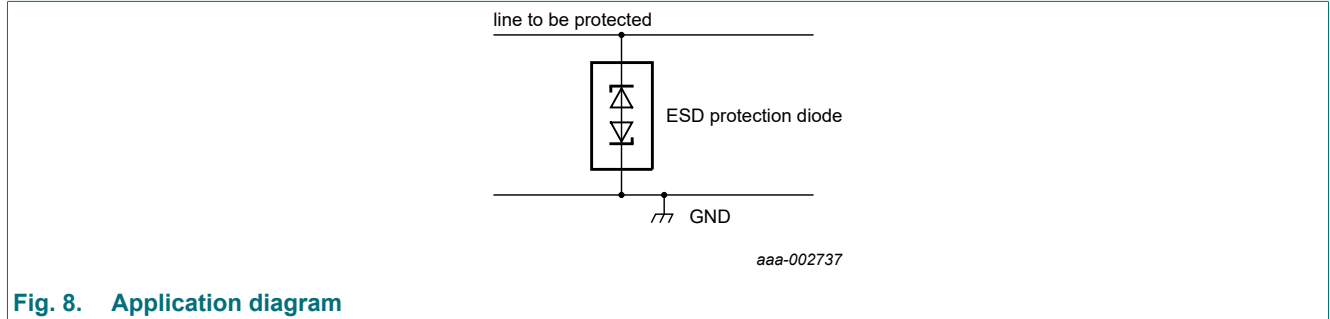 line to be protected
ESD protection diode
GND
aaa-002737
Fig. 8. Application diagram